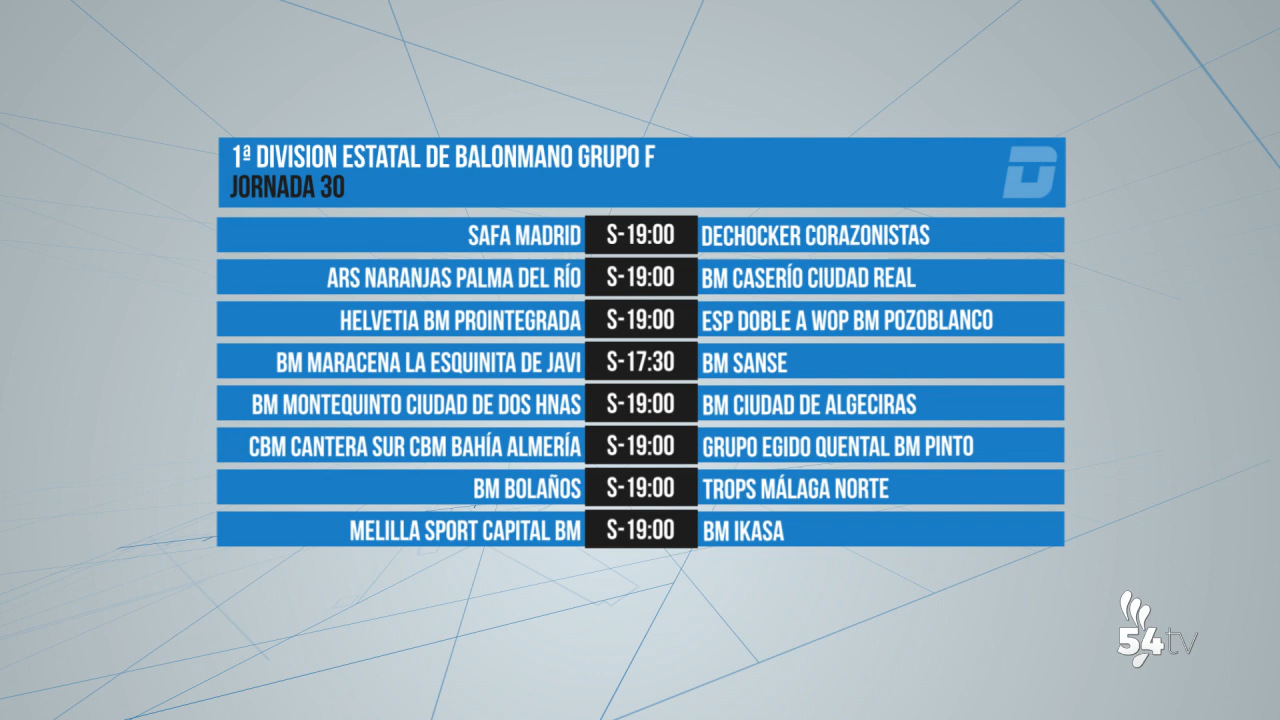 1ª DIVISION ESTATAL DE BALONMANO GRUPO F
JORNADA 30
SAFA MADRID S-19:00 DECHOCKER CORAZONISTAS
ARS NARANJAS PALMA DEL RÍO S-19:00 BM CASERÍO CIUDAD REAL
HELVETIA BM PROINTEGRADA S-19:00 ESP DOBLE A WOP BM POZOBLANCO
BM MARACENA LA ESQUINITA DE JAVI S-17:30 BM SANSE
BM MONTEQUINTO CIUDAD DE DOS HNAS S-19:00 BM CIUDAD DE ALGECIRAS
CBM CANTERA SUR CBM BAHÍA ALMERÍA S-19:00 GRUPO EGIDO QUENTAL BM PINTO
BM BOLAÑOS S-19:00 TROPS MÁLAGA NORTE
MELILLA SPORT CAPITAL BM S-19:00 BM IKASA
54tv